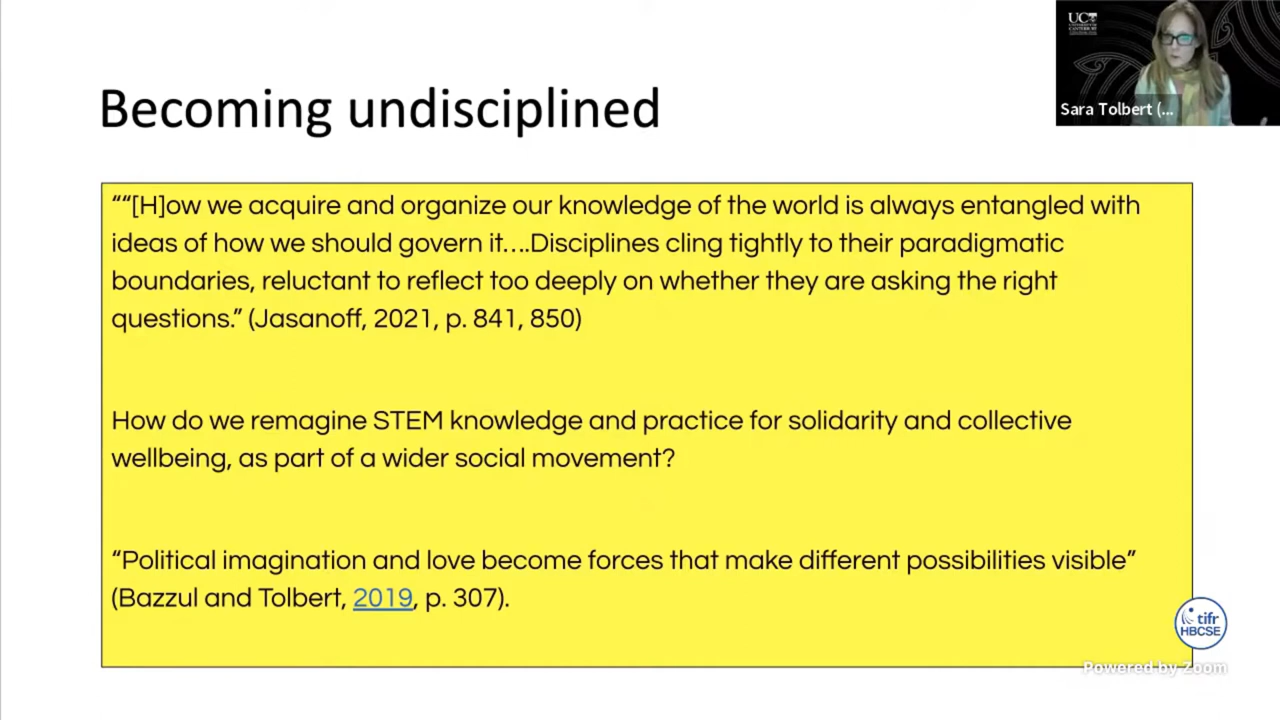 UC
Sara Tolbert (...
Becoming undisciplined
““[H]ow we acquire and organize our knowledge of the world is always entangled with
ideas of how we should govern it….Disciplines cling tightly to their paradigmatic
boundaries, reluctant to reflect too deeply on whether they are asking the right
questions.” (Jasanoff, 2021, p. 841, 850)
How do we remagine STEM knowledge and practice for solidarity and collective
wellbeing, as part of a wider social movement?
“Political imagination and love become forces that make different possibilities visible”
(Bazzul and Tolbert, 2019, p. 307).
tifr
HBCSE
Powered by Zoom